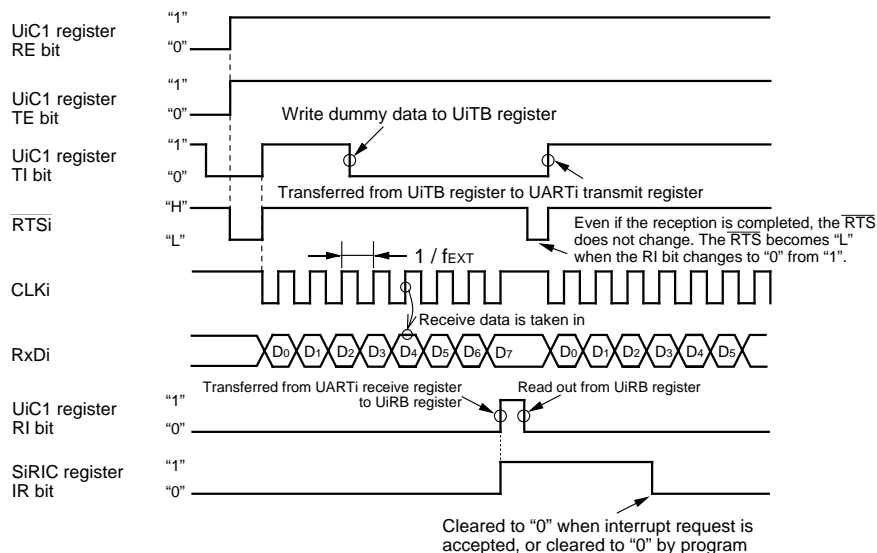 UiC1 register
RE bit
“1”
“0”
UiC1 register
TE bit
“1”
“0”
Write dummy data to UiTB register
UiC1 register
TI bit
“1”
“0”
Transferred from UiTB register to UARTi transmit register
RTSi
“H”
“L”
Even if the reception is completed, the RTS
does not change. The RTS becomes “L”
when the RI bit changes to “0” from “1”.
1 / fEXT
CLKi
Receive data is taken in
RxDi
D0 D1 D2 D3 D4 D5 D6 D7 D0 D1 D2 D3 D4 D5
Transferred from UARTi receive register
to UiRB register
Read out from UiRB register
UiC1 register
RI bit
“1”
“0”
SiRIC register
IR bit
“1”
“0”
Cleared to “0” when interrupt request is
accepted, or cleared to “0” by program